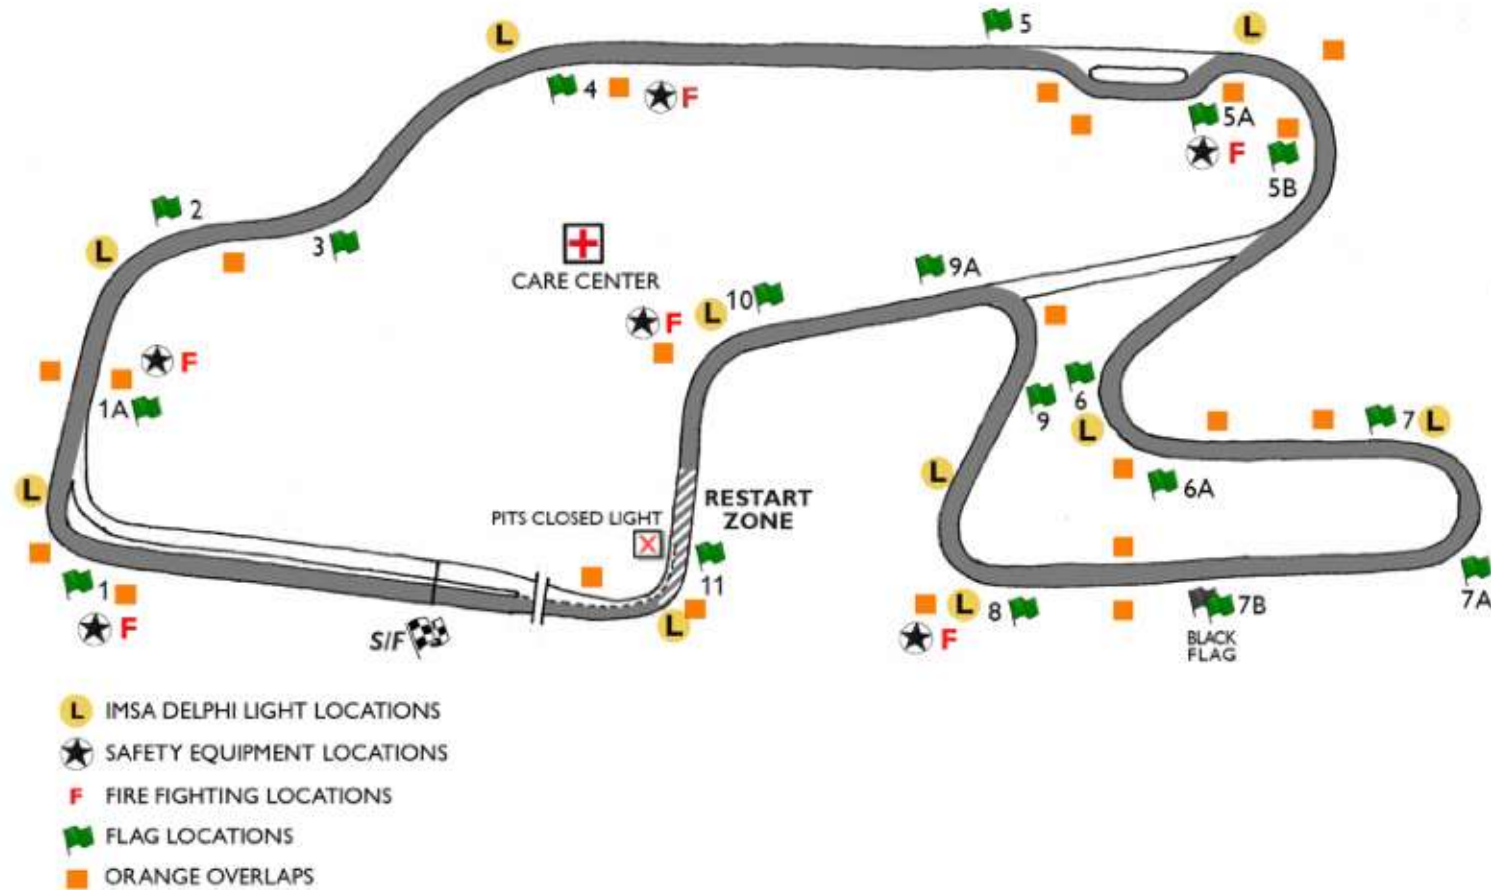 L
5
L
4
F
5A
F
5B
2
L
3
CARE CENTER
9A
10
L
F
F
1A
6
9
L
7
L
L
L
6A
RESTART
ZONE
PITS CLOSED LIGHT
11
1
F
S/F
L
F
L
8
7B
BLACK
FLAG
7A
L IMSA DELPHI LIGHT LOCATIONS
SAFETY EQUIPMENT LOCATIONS
F FIRE FIGHTING LOCATIONS
FLAG LOCATIONS
ORANGE OVERLAPS